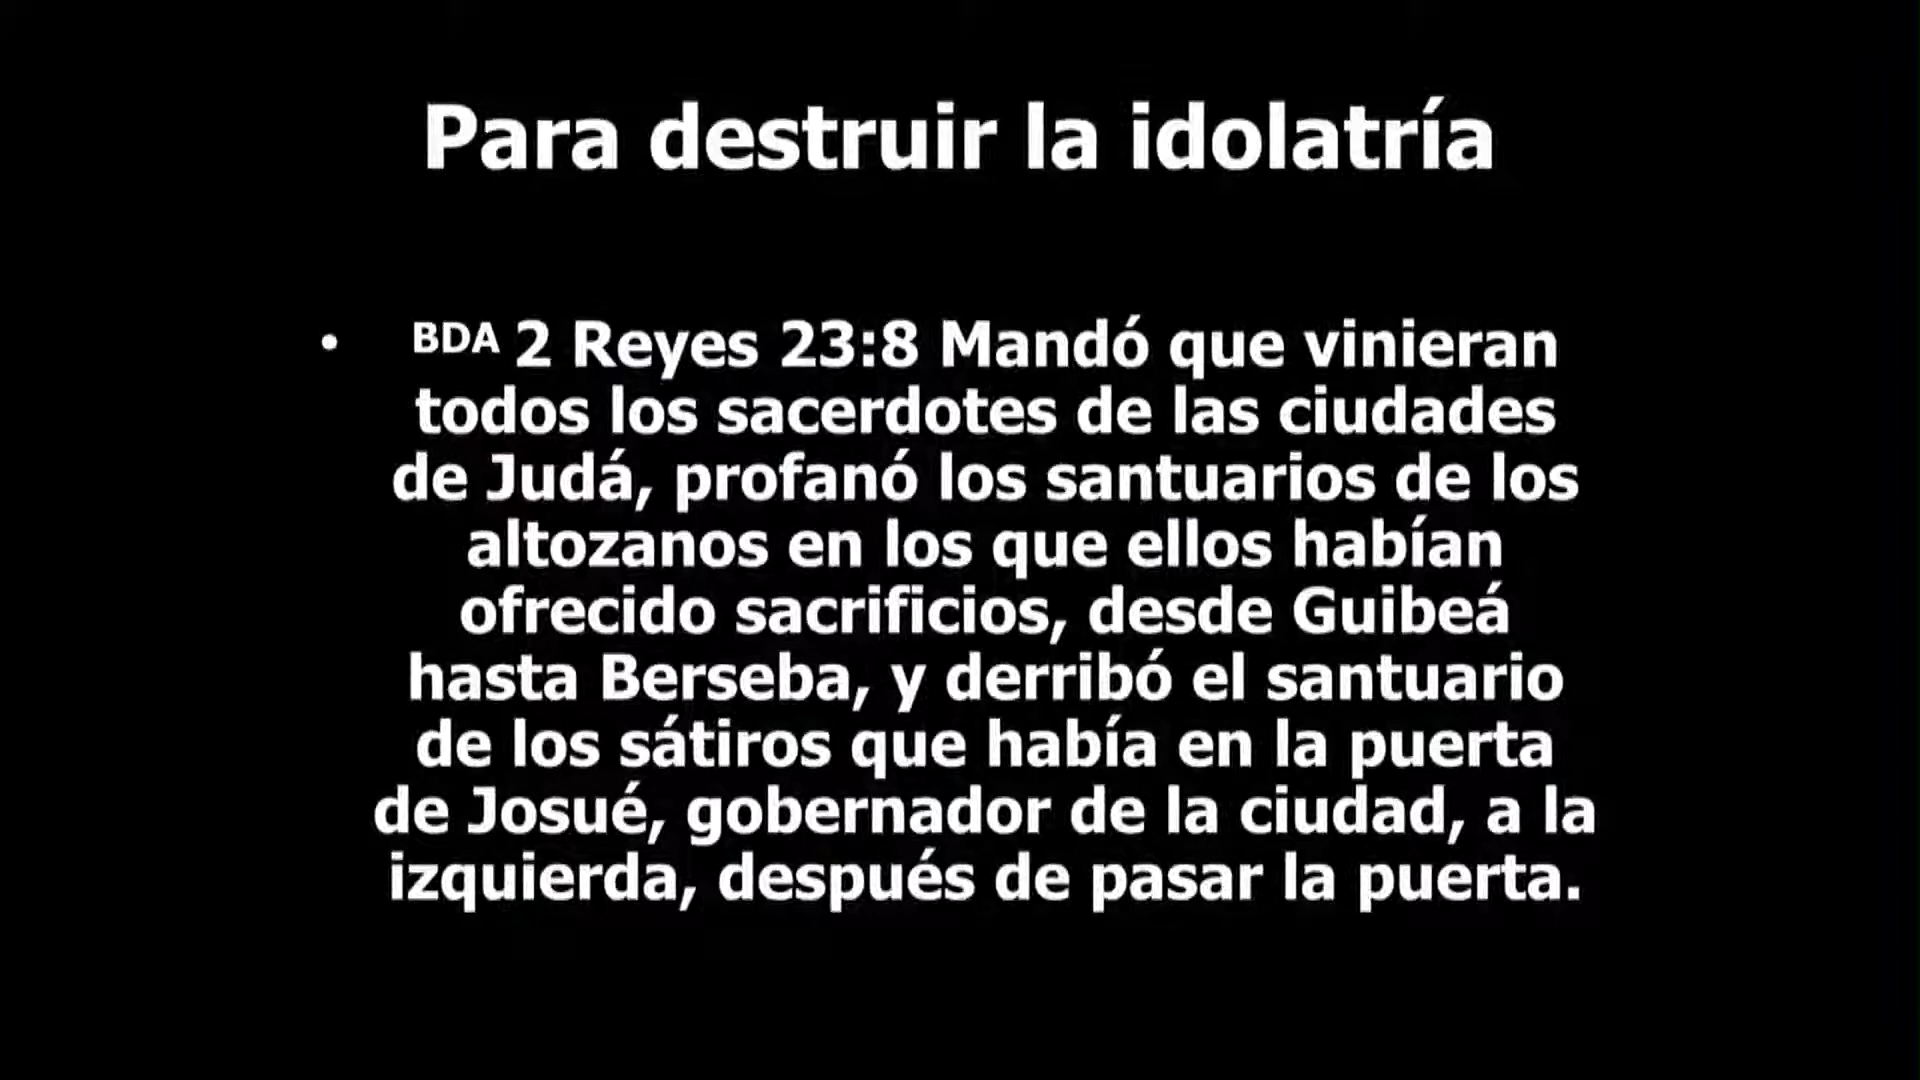 Para destruir la idolatría
• BDA 2 Reyes 23:8 Mandó que vinieran
todos los sacerdotes de las ciudades
de Judá, profanó los santuarios de los
altozanos en los que ellos habían
ofrecido sacrificios, desde Guibeá
hasta Berseba, y derribó el santuario
de los sátiros que había en la puerta
de Josué, gobernador de la ciudad, a la
izquierda, después de pasar la puerta.